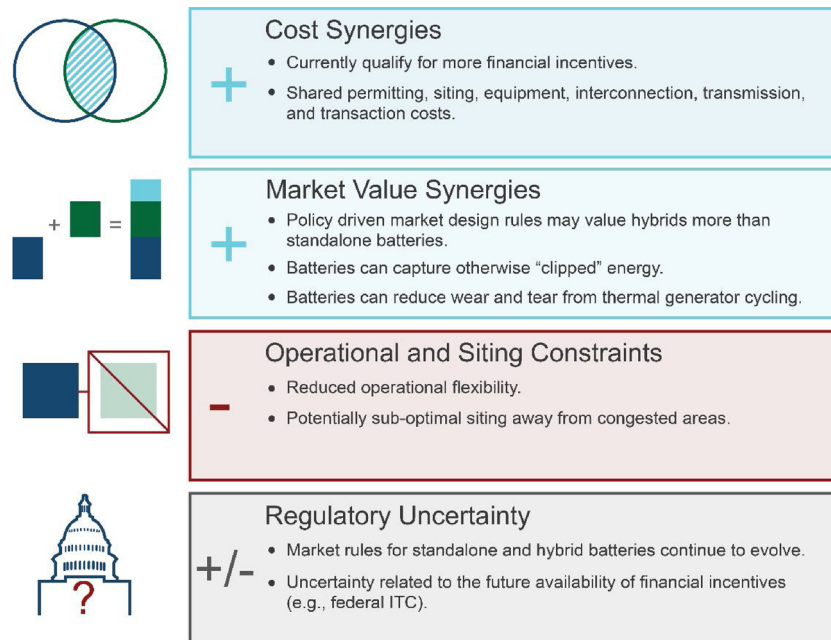 Cost Synergies
+
• Currently qualify for more financial incentives.
• Shared permitting, siting, equipment, interconnection, transmission,
and transaction costs.
+ =
Market Value Synergies
+
• Policy driven market design rules may value hybrids more than
standalone batteries.
• Batteries can capture otherwise “clipped” energy.
• Batteries can reduce wear and tear from thermal generator cycling.
Operational and Siting Constraints
-
• Reduced operational flexibility.
• Potentially sub-optimal siting away from congested areas.
Regulatory Uncertainty
+/-
• Market rules for standalone and hybrid batteries continue to evolve.
• Uncertainty related to the future availability of financial incentives
(e.g., federal ITC).
?